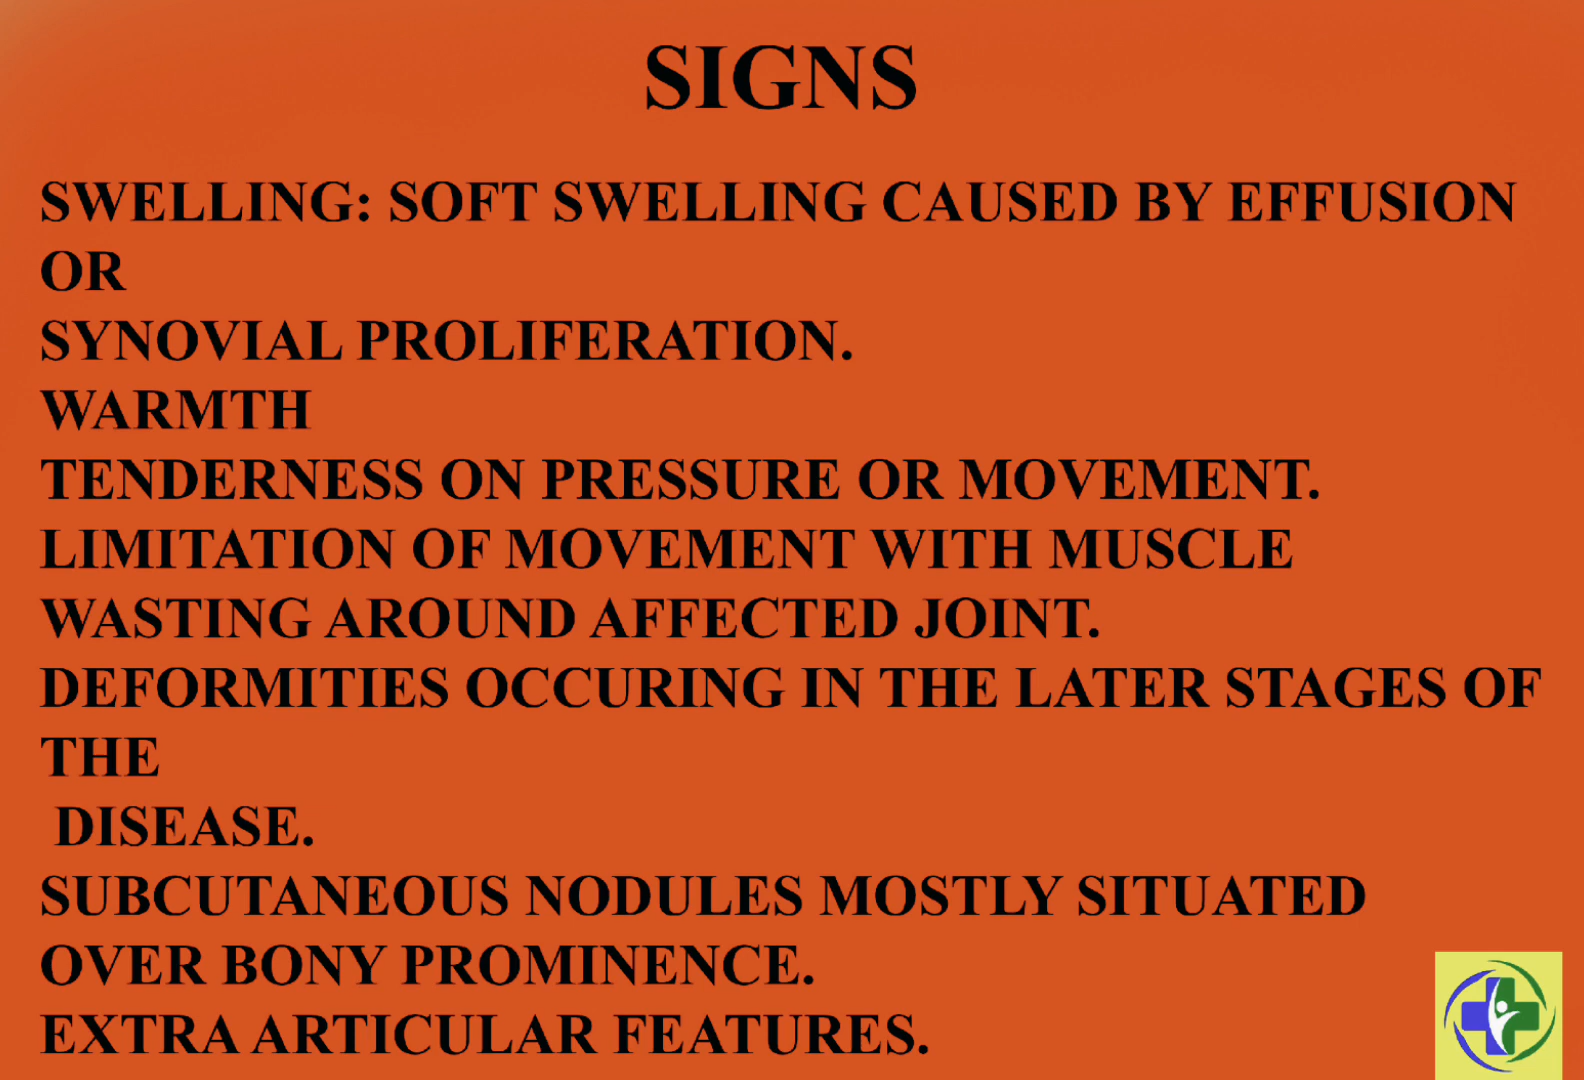 SIGNS
SWELLING: SOFT SWELLING CAUSED BY EFFUSION
OR
SYNOVIAL PROLIFERATION.
WARMTH
TENDERNESS ON PRESSURE OR MOVEMENT.
LIMITATION OF MOVEMENT WITH MUSCLE
WASTING AROUND AFFECTED JOINT.
DEFORMITIES OCCURING IN THE LATER STAGES OF
THE
DISEASE.
SUBCUTANEOUS NODULES MOSTLY SITUATED
OVER BONY PROMINENCE.
EXTRA ARTICULAR FEATURES.